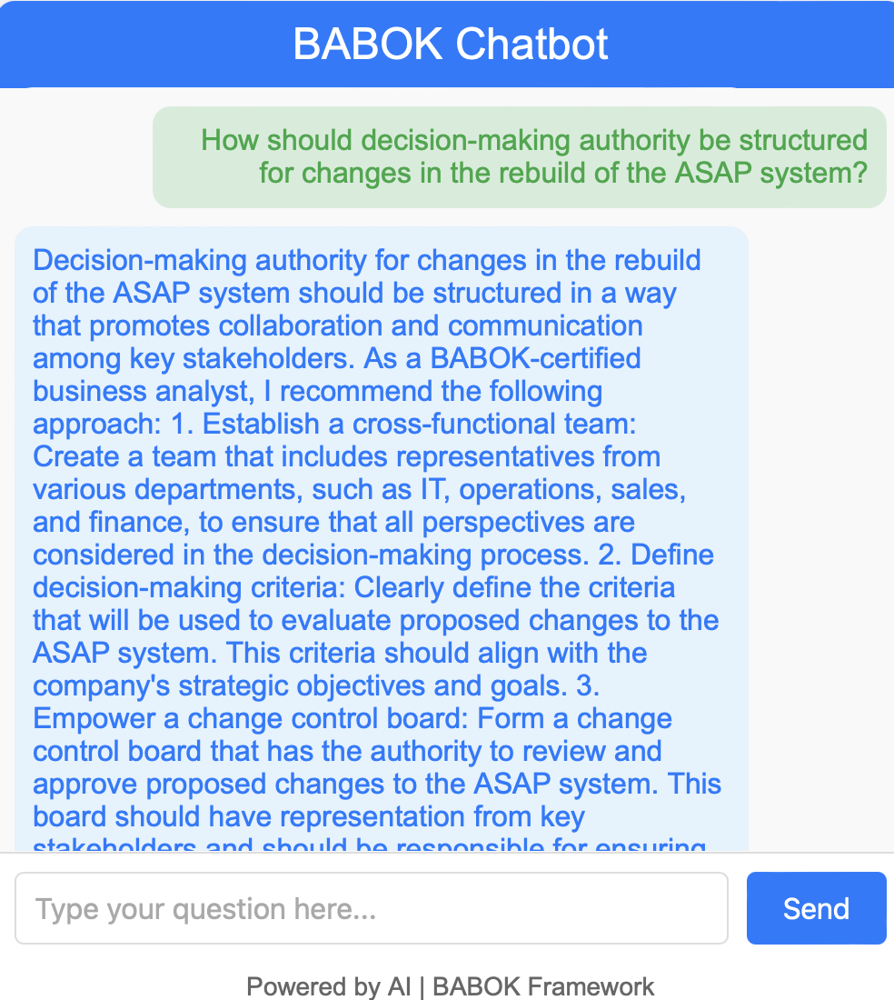 BABOK Chatbot
How should decision-making authority be structured
for changes in the rebuild of the ASAP system?
Decision-making authority for changes in the rebuild
of the ASAP system should be structured in a way
that promotes collaboration and communication
among key stakeholders. As a BABOK-certified
business analyst, I recommend the following
approach: 1. Establish a cross-functional team:
Create a team that includes representatives from
various departments, such as IT, operations, sales,
and finance, to ensure that all perspectives are
considered in the decision-making process. 2. Define
decision-making criteria: Clearly define the criteria
that will be used to evaluate proposed changes to the
ASAP system. This criteria should align with the
company's strategic objectives and goals. 3.
Empower a change control board: Form a change
control board that has the authority to review and
approve proposed changes to the ASAP system. This
board should have representation from key
stakeholders and should be responsible for ensuring
Type your question here...
Send
Powered by AI | BABOK Framework